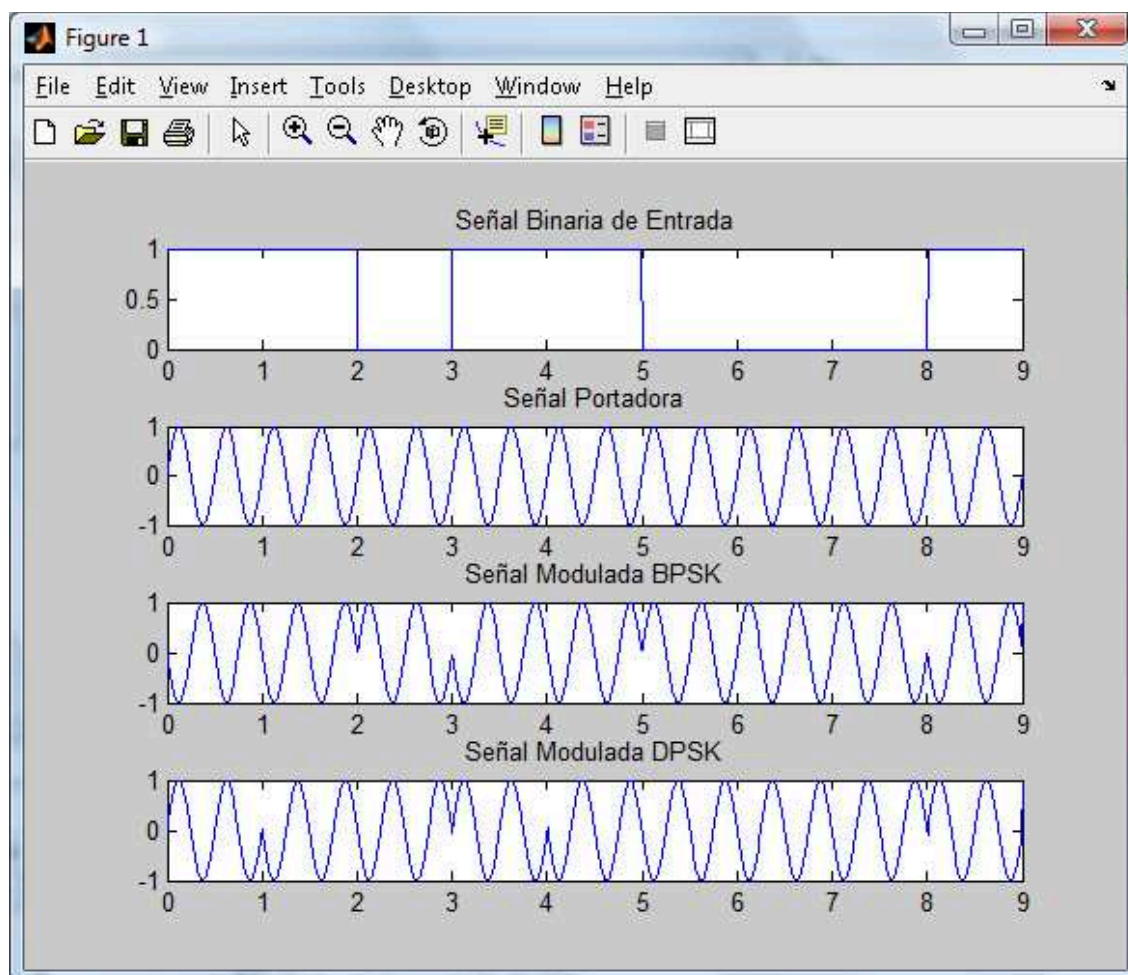 Figure 1
File Edit View Insert Tools Desktop Window Help
Señal Binaria de Entrada
1
0.5
0
0 1 2 3 4 5 6 7 8 9
Señal Portadora
1
0
-1
0 1 2 3 4 5 6 7 8 9
Señal Modulada BPSK
1
0
-1
0 1 2 3 4 5 6 7 8 9
Señal Modulada DPSK
1
0
-1
0 1 2 3 4 5 6 7 8 9